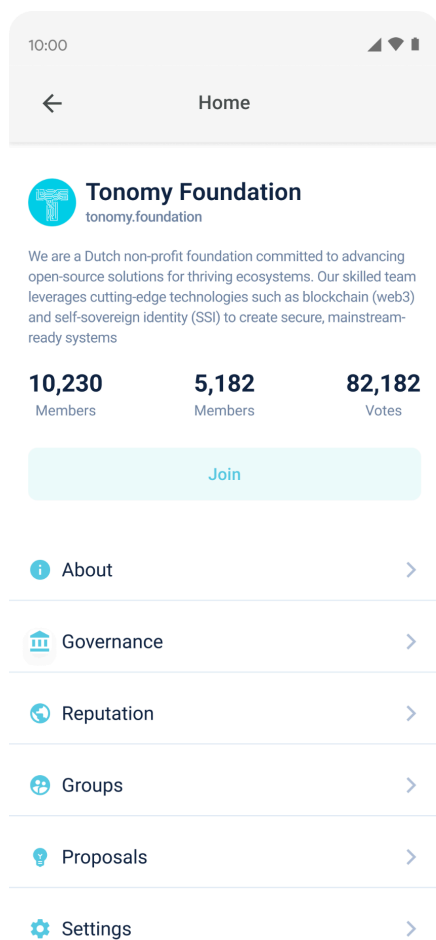 10:00
Home
Tonomy Foundation
tonomy.foundation
We are a Dutch non-profit foundation committed to advancing
open-source solutions for thriving ecosystems. Our skilled team
leverages cutting-edge technologies such as blockchain (web3)
and self-sovereign identity (SSI) to create secure, mainstream-
ready systems
10,230 5,182 82,182
Members Members Votes
Join
About
Governance
Reputation
Groups
Proposals
Settings